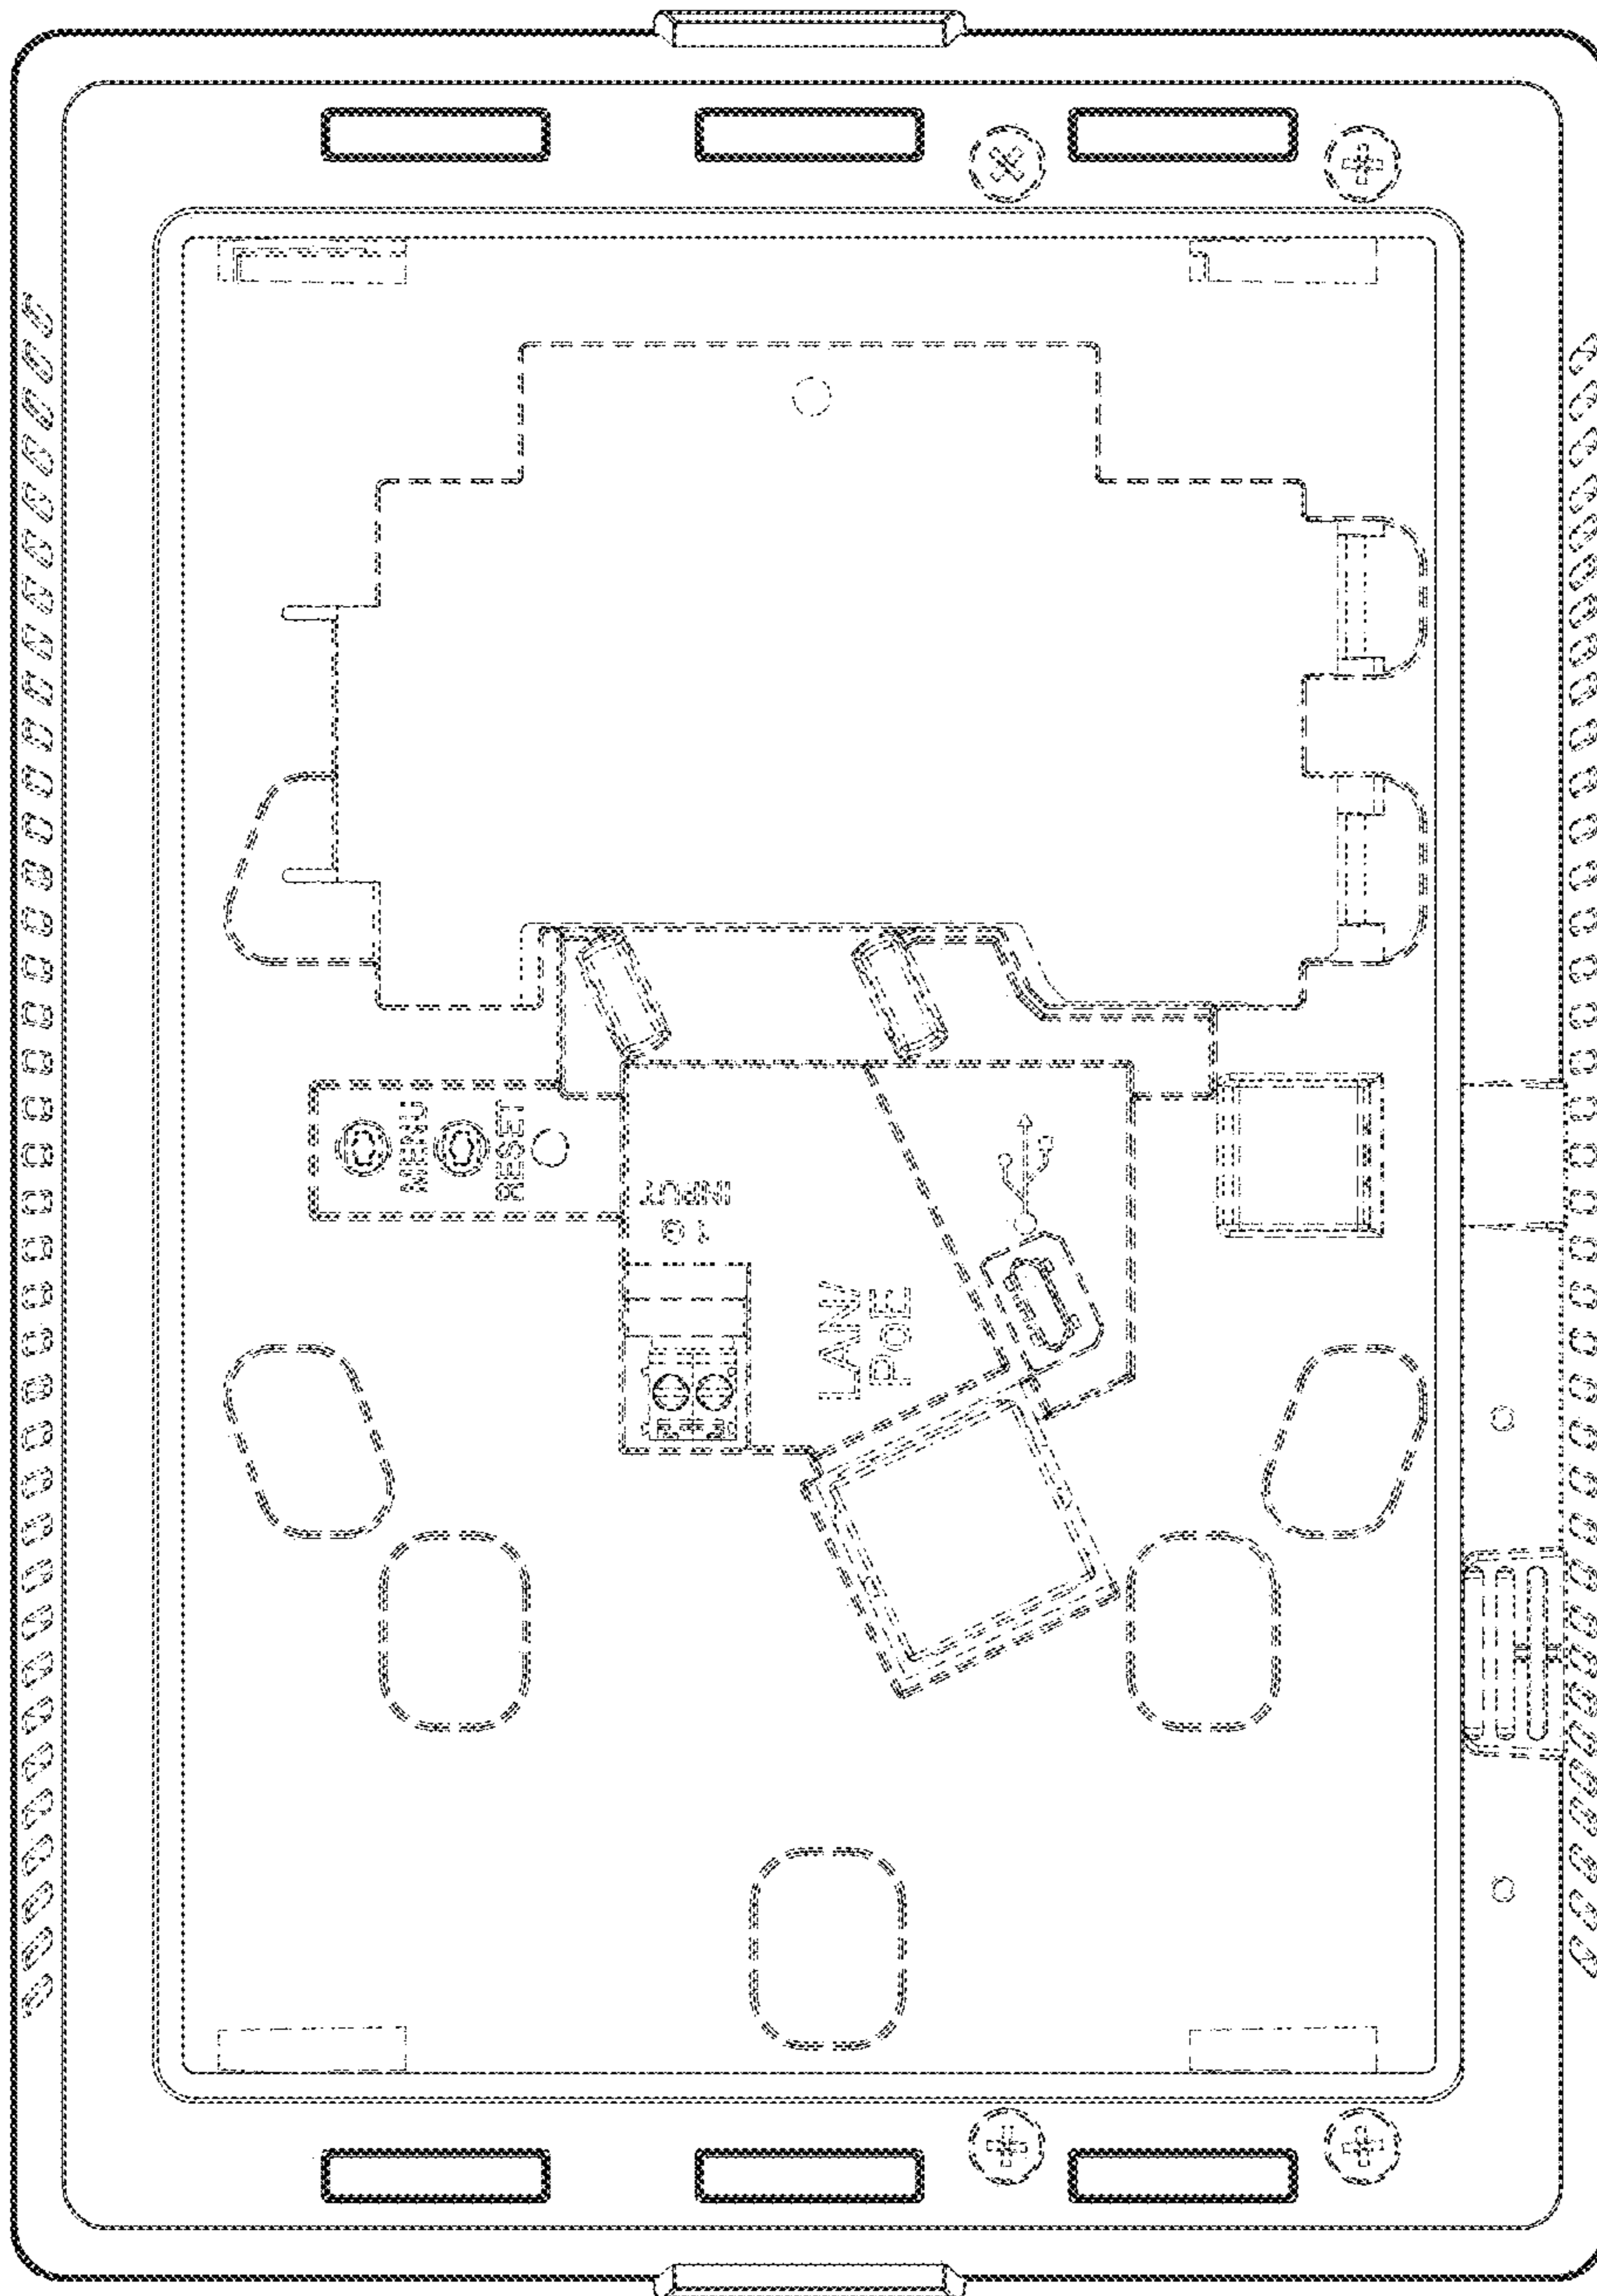 MENU
RESET
INPUT
1 G
LAN
PoE